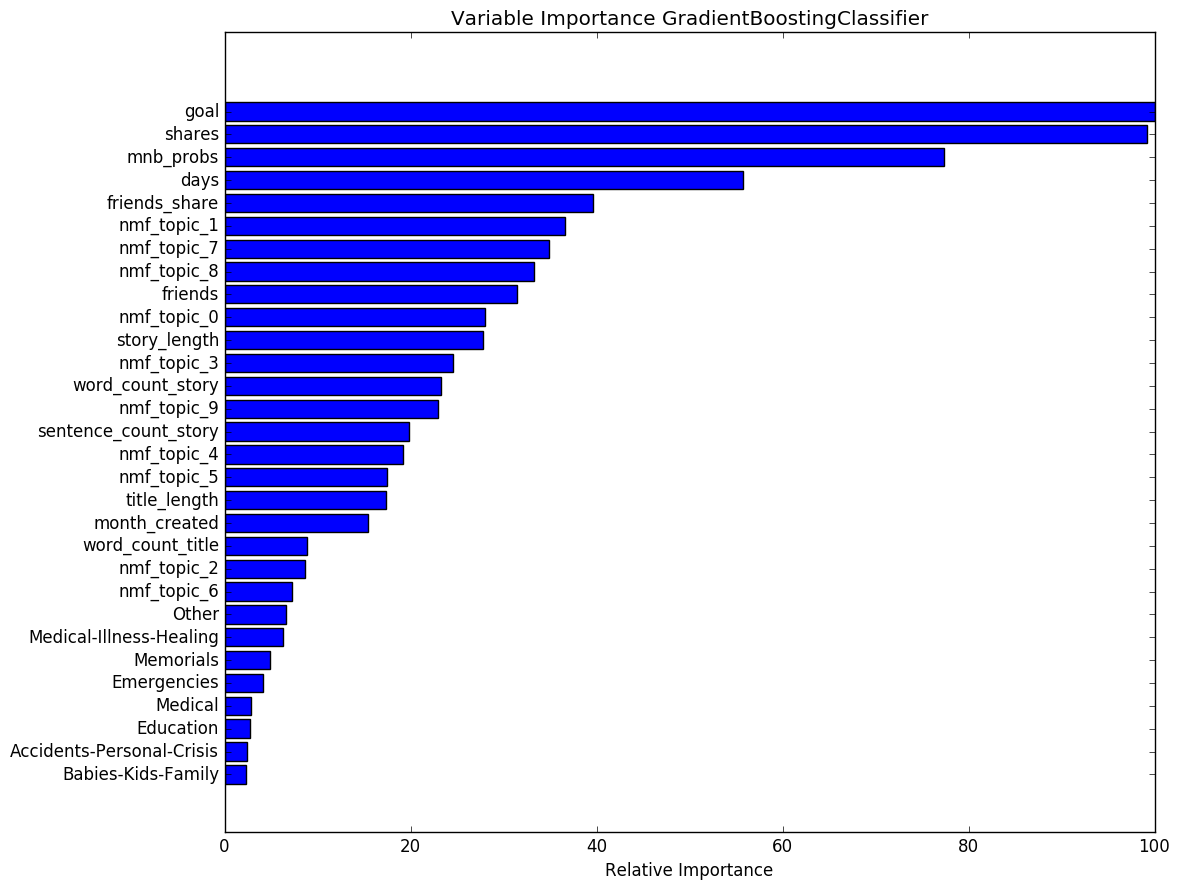 Variable Importance GradientBoostingClassifier
goal
shares
mnb_probs
days
friends_share
nmf_topic_1
nmf_topic_7
nmf_topic_8
friends
nmf_topic_0
story_length
nmf_topic_3
word_count_story
nmf_topic_9
sentence_count_story
nmf_topic_4
nmf_topic_5
title_length
month_created
word_count_title
nmf_topic_2
nmf_topic_6
Other
Medical-Illness-Healing
Memorials
Emergencies
Medical
Education
Accidents-Personal-Crisis
Babies-Kids-Family
0 20 40 60 80 100
Relative Importance